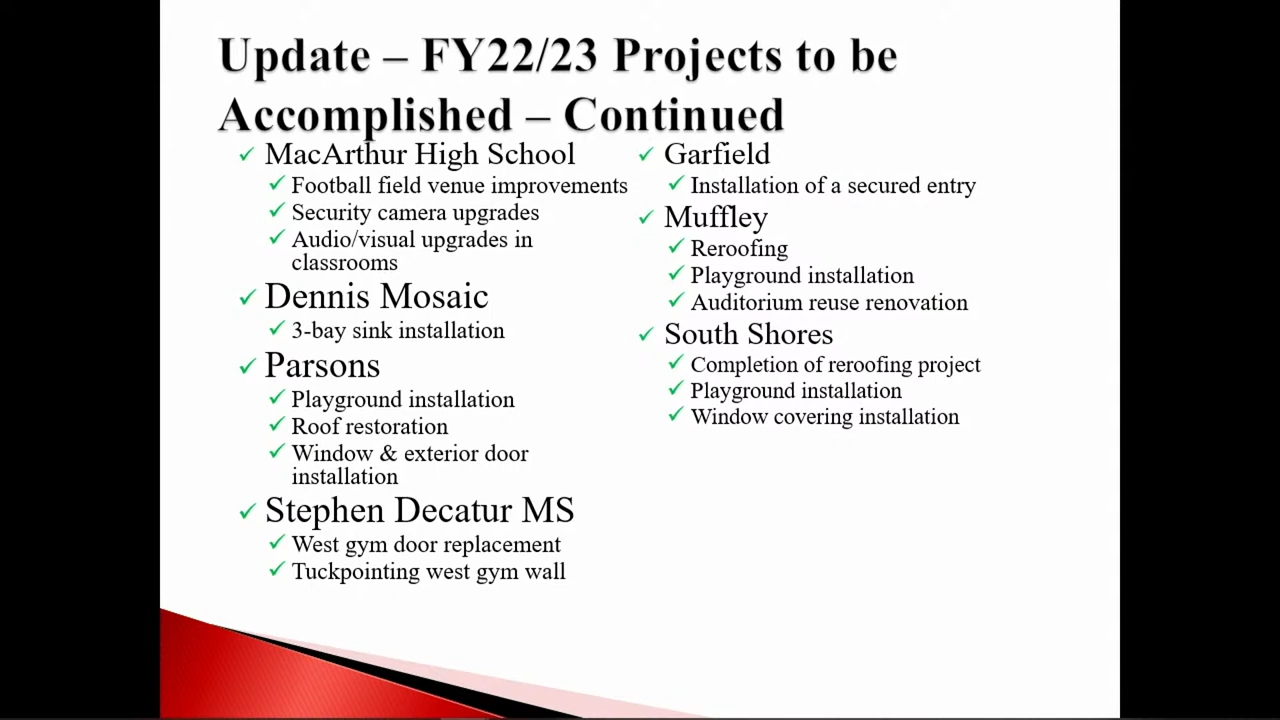 Update – FY22/23 Projects to be
Accomplished – Continued
MacArthur High School
Football field venue improvements
Security camera upgrades
Audio/visual upgrades in
classrooms
Dennis Mosaic
3-bay sink installation
Parsons
Playground installation
Roof restoration
Window & exterior door
installation
Stephen Decatur MS
West gym door replacement
Tuckpointing west gym wall
Garfield
Installation of a secured entry
Muffley
Reroofing
Playground installation
Auditorium reuse renovation
South Shores
Completion of reroofing project
Playground installation
Window covering installation